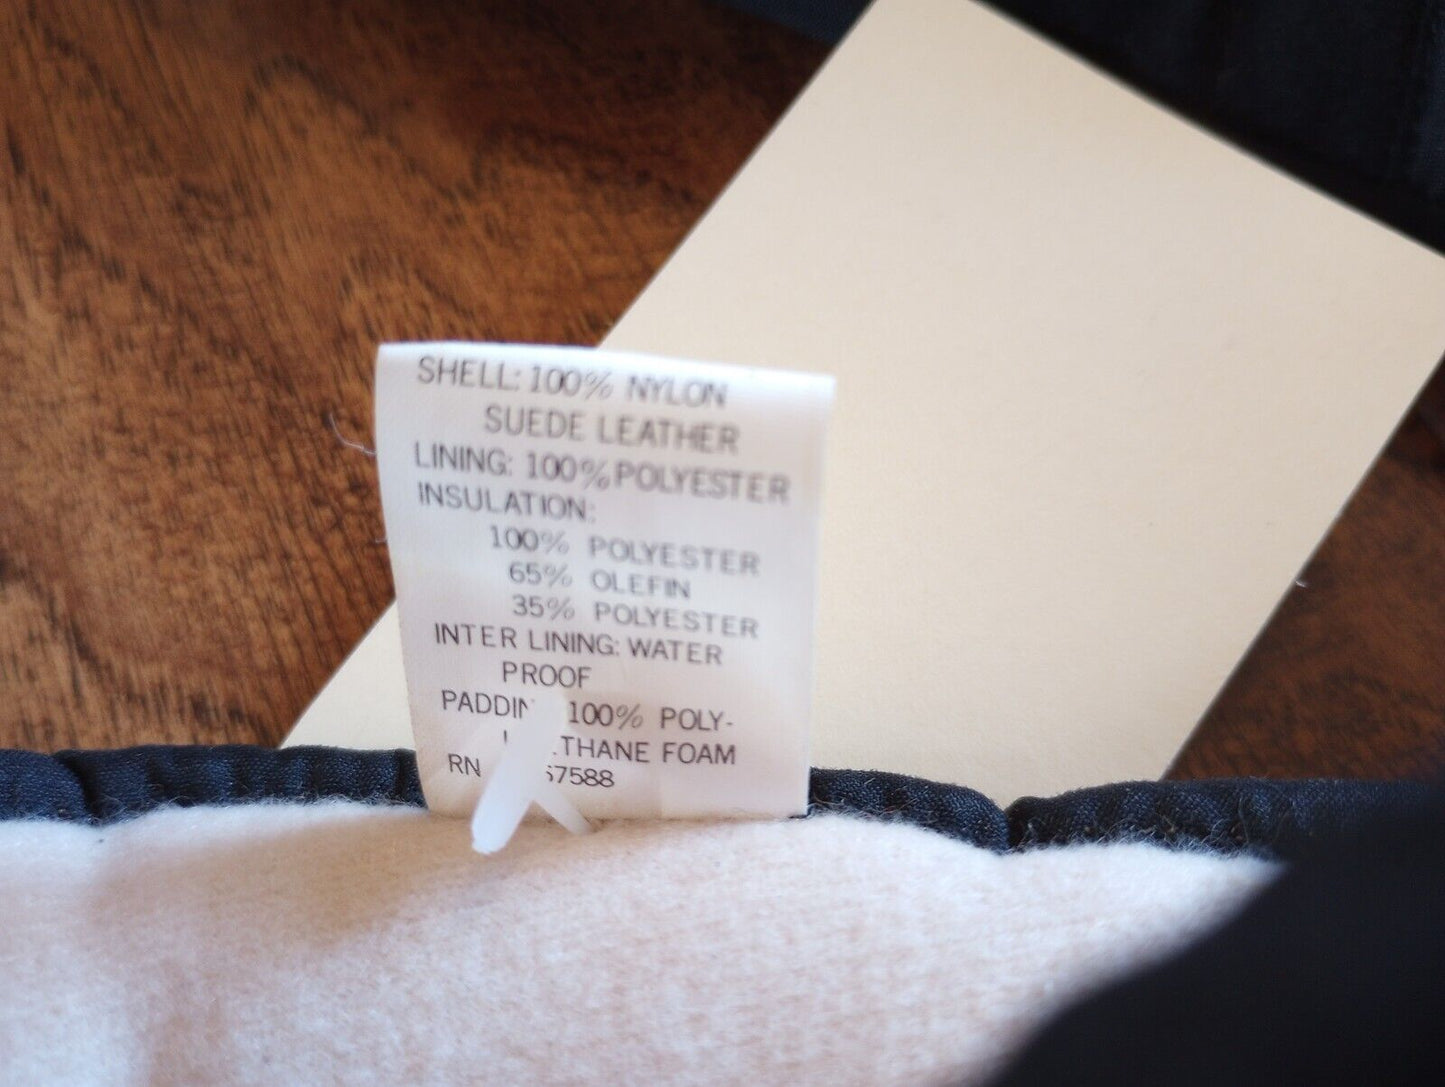 SHELL: 100% NYLON
SUEDE LEATHER
LINING: 100% POLYESTER
INSULATION:
100% POLYESTER
65% OLEFIN
35% POLYESTER
INTER LINING: WATER
PROOF
100% POLY-
FOAM
RN